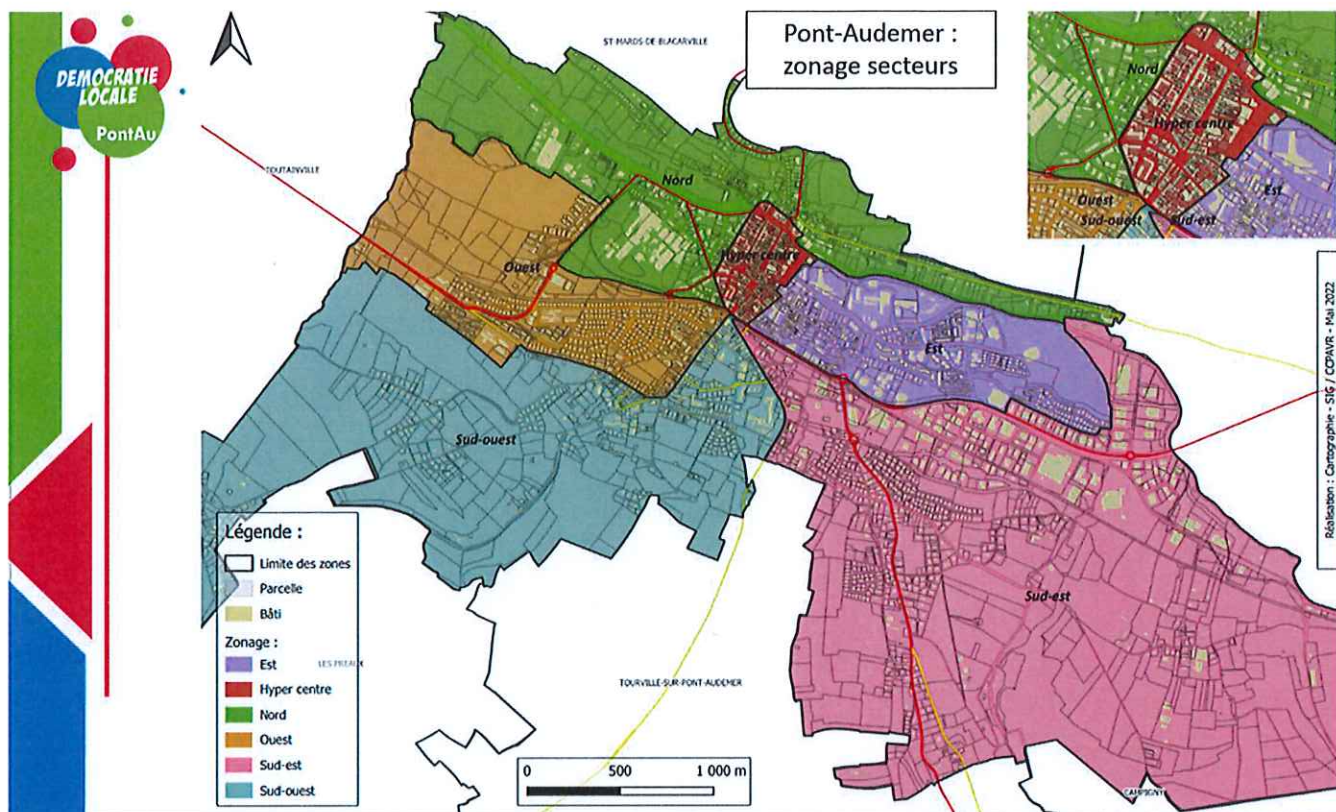 DEMOCRATIE
LOCALE
PontAu
ST-MARDS-DE-BLACARVILLE
Pont-Audemer :
zonage secteurs
TOUTAINVILLE
Nord
Hyper centre
Ouest
Est
Sud-ouest
Sud-est
Nord
Hyper centre
Est
Ouest
Sud-ouest
Sud-est
Réalisation : Cartographie - SIG / CCPAVR - Mai 2022
Légende :
Limite des zones
Parcelle
Bâti
Zonage :
Est
Hyper centre
Nord
Ouest
Sud-est
Sud-ouest
LES PREAUX
TOURVILLE-SUR-PONT-AUDEMER
CAMPIGNY
0 500 1 000 m